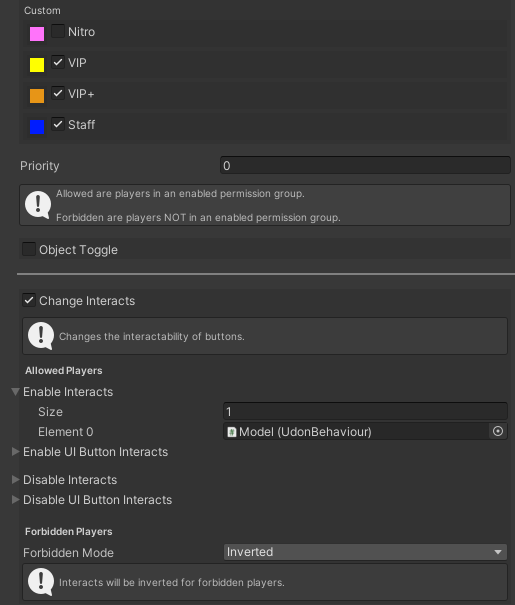 Custom
Nitro
VIP
VIP+
Staff
Priority 0
Allowed are players in an enabled permission group.
Forbidden are players NOT in an enabled permission group.
Object Toggle
Change Interacts
Changes the interactability of buttons.
Allowed Players
Enable Interacts
Size 1
Element 0 Model (UdonBehaviour)
Enable UI Button Interacts
Disable Interacts
Disable UI Button Interacts
Forbidden Players
Forbidden Mode Inverted
Interacts will be inverted for forbidden players.